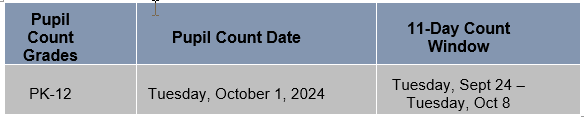 Pupil
Count
Grades
Pupil Count Date
11-Day Count
Window
PK-12
Tuesday, October 1, 2024
Tuesday, Sept 24 –
Tuesday, Oct 8